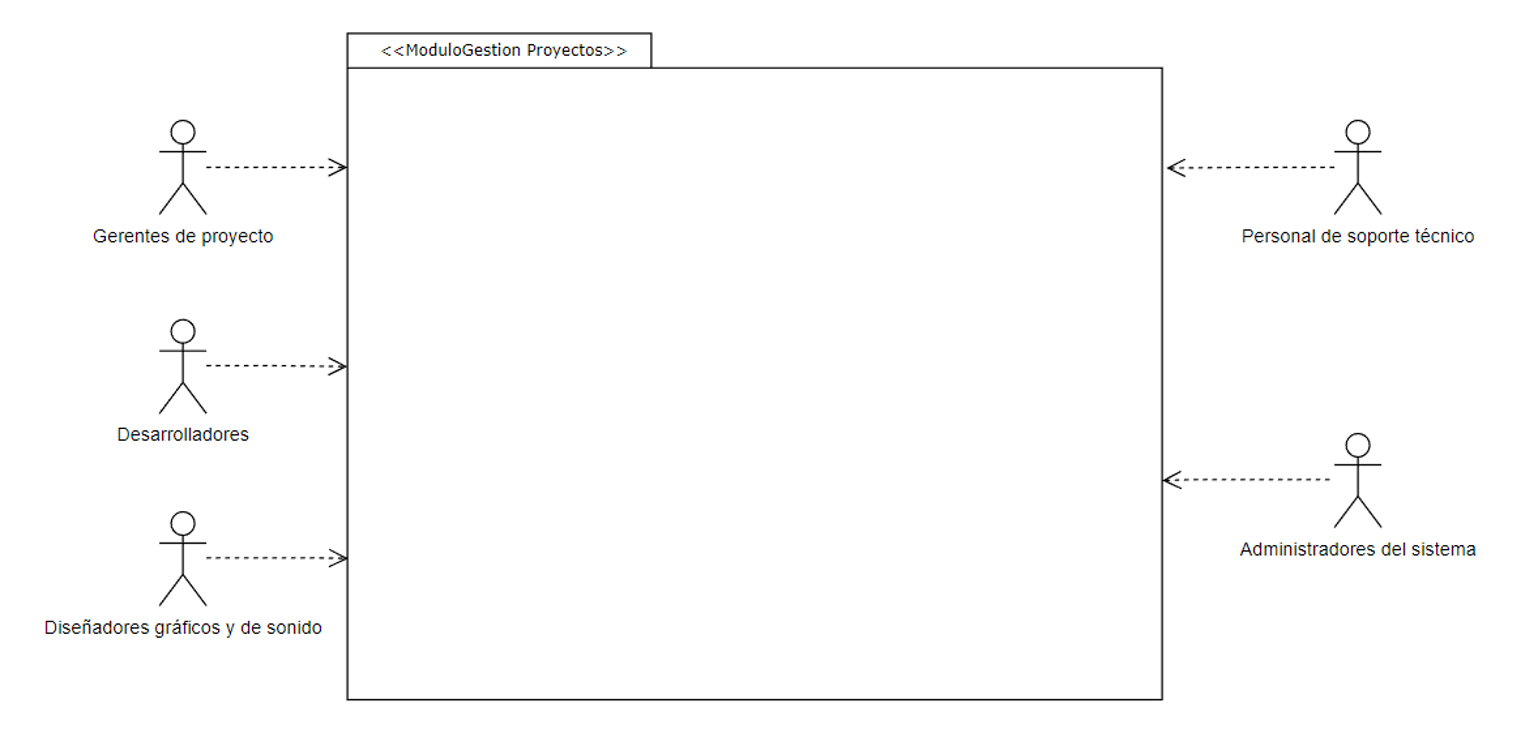 <<ModuloGestion Proyectos>>
Gerentes de proyecto
Personal de soporte técnico
Desarrolladores
Administradores del sistema
Diseñadores gráficos y de sonido